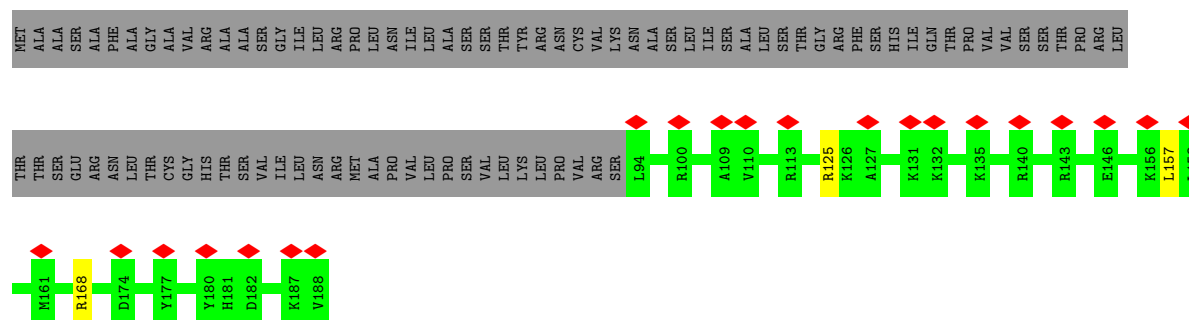 MET ALA ALA SER ALA PHE ALA GLY ALA VAL ARG ALA ALA SER GLY ILE LEU ARG PRO LEU ASN ILE LEU ALA SER SER THR TYR ARG ASN CYS VAL LYS ASN ALA SER LEU ILE SER ALA LEU SER THR GLY ARG PHE SER HIS ILE GLN THR PRO VAL VAL SER SER THR PRO ARG LEU
THR THR SER GLU ARG ASN LEU THR CYS GLY HIS THR SER VAL ILE LEU ASN ARG MET ALA PRO VAL LEU PRO SER VAL LEU LYS LEU PRO VAL ARG SER L94 R100 A109 V110 R113 R125 K126 A127 K131 K132 K135 R140 R143 E146 K156 L157
M161 R168 D174 Y177 Y180 H181 D182 K187 V188